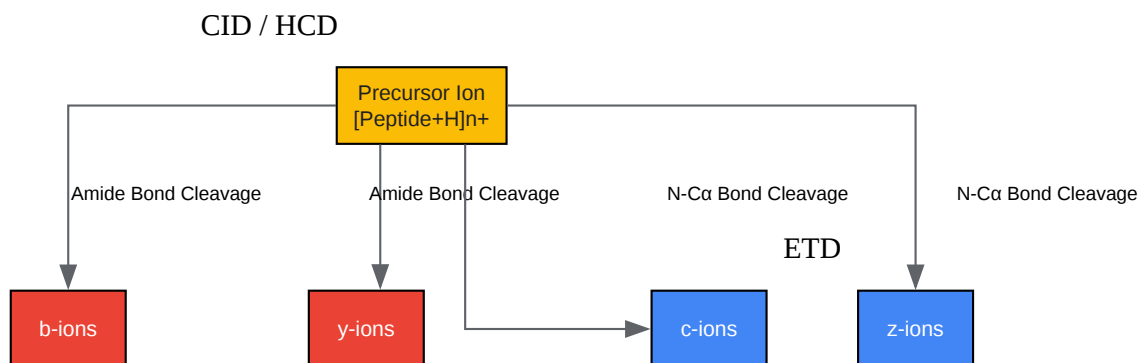 CID / HCD
Precursor Ion
[Peptide+H]n+
Amide Bond Cleavage
Amide Bond Cleavage
N-Cα Bond Cleavage
N-Cα Bond Cleavage
ETD
b-ions
y-ions
c-ions
z-ions